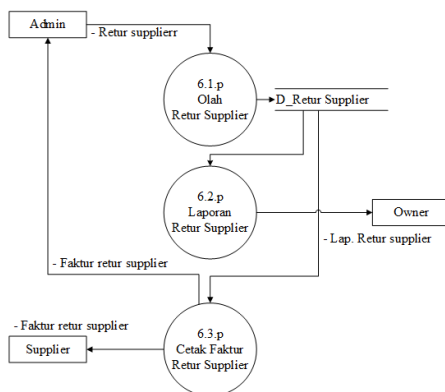 Admin
- Retur supplierr
6.1.p
Olah
Retur Supplier
D_Retur Supplier
6.2.p
Laporan
Retur Supplier
Owner
- Lap. Retur supplier
- Faktur retur supplier
- Faktur retur supplier
6.3.p
Cetak Faktur
Retur Supplier
Supplier